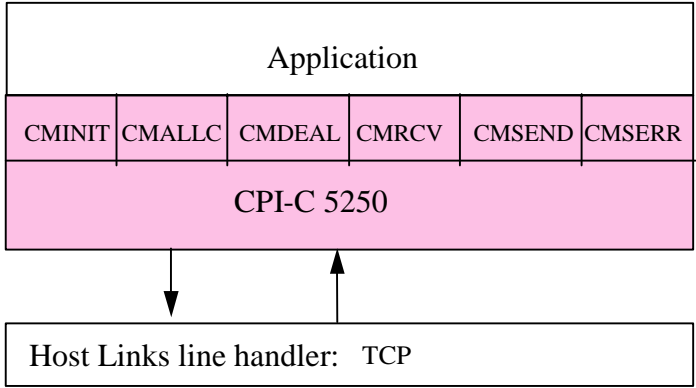 Application
CMINIT CMALLC CMDEAL CMRCV CMSEND CMSERR
CPI-C 5250
Host Links line handler: TCP